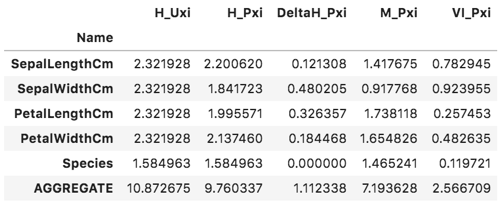 H_Uxi H_Pxi DeltaH_Pxi M_Pxi VI_Pxi
Name
SepalLengthCm 2.321928 2.200620 0.121308 1.417675 0.782945
SepalWidthCm 2.321928 1.841723 0.480205 0.917768 0.923955
PetalLengthCm 2.321928 1.995571 0.326357 1.738118 0.257453
PetalWidthCm 2.321928 2.137460 0.184468 1.654826 0.482635
Species 1.584963 1.584963 0.000000 1.465241 0.119721
AGGREGATE 10.872675 9.760337 1.112338 7.193628 2.566709